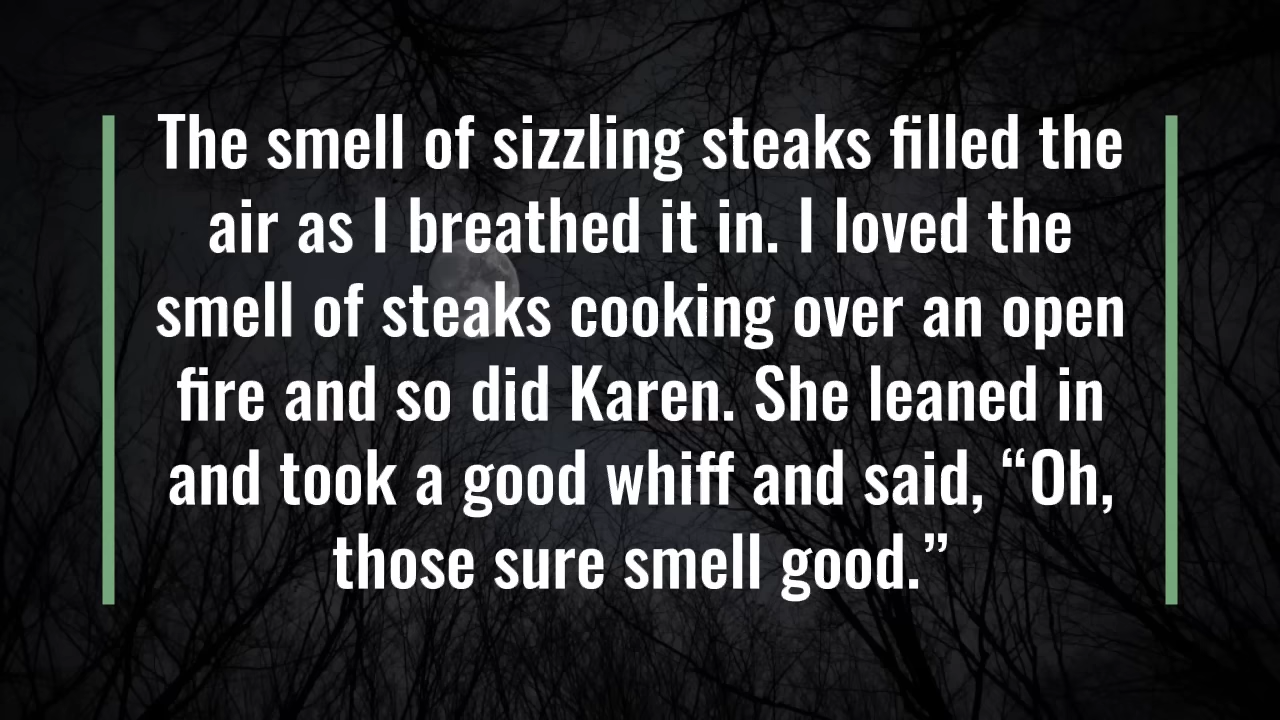 The smell of sizzling steaks filled the
air as I breathed it in. I loved the
smell of steaks cooking over an open
fire and so did Karen. She leaned in
and took a good whiff and said, “Oh,
those sure smell good.”